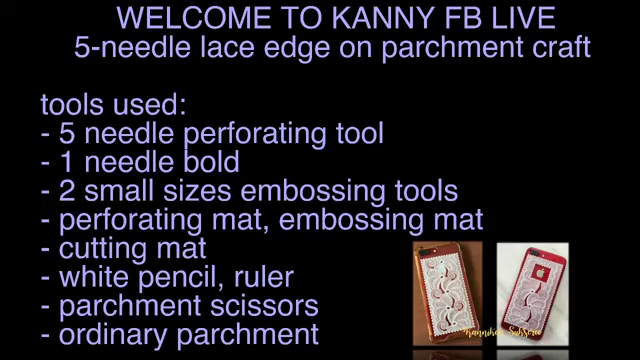 WELCOME TO KANNY FB LIVE
5-needle lace edge on parchment craft
tools used:
- 5 needle perforating tool
- 1 needle bold
- 2 small sizes embossing tools
- perforating mat, embossing mat
- cutting mat
- white pencil, ruler
- parchment scissors
- ordinary parchment